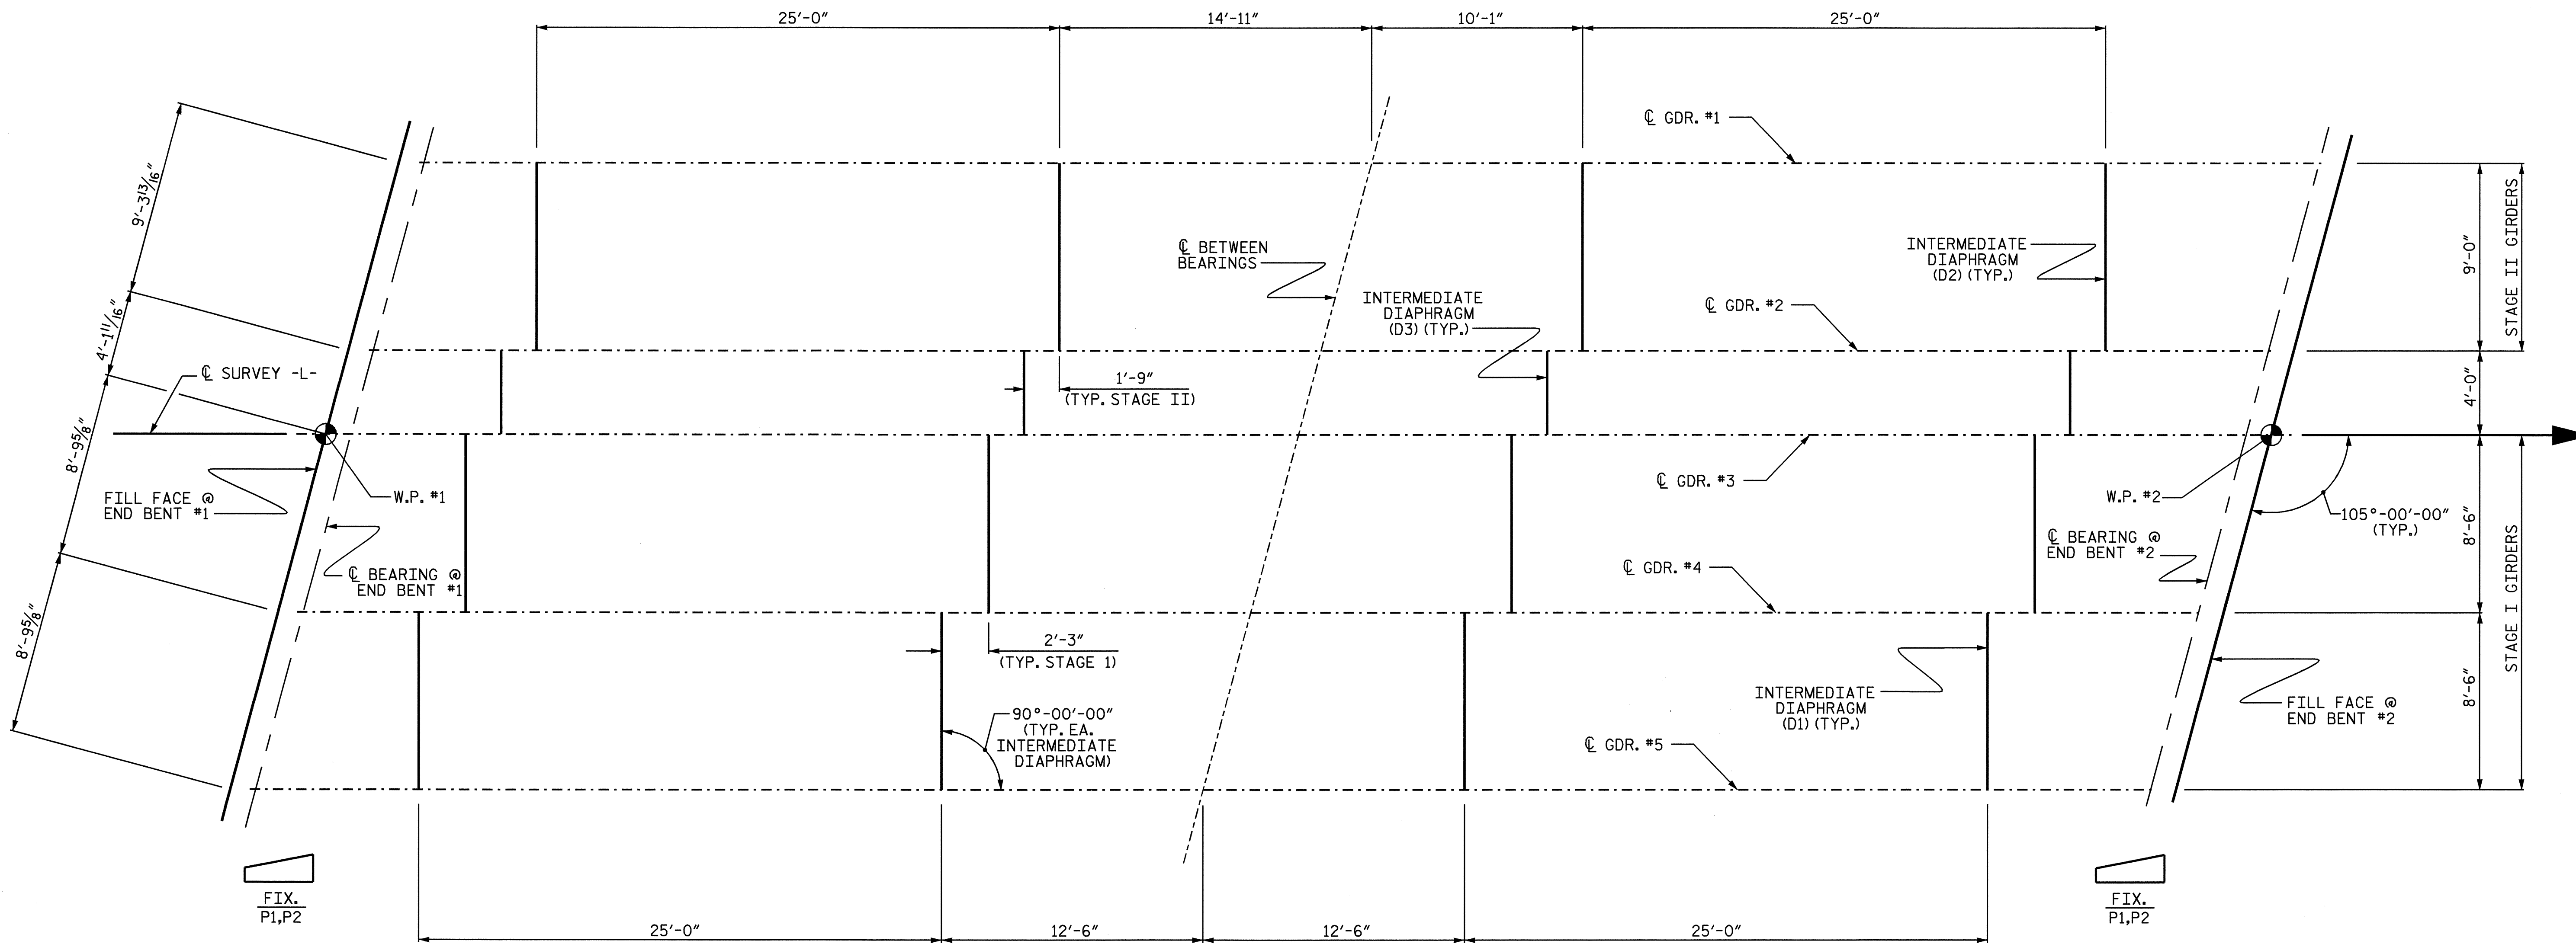 25'-0"
14'-11"
10'-1"
25'-0"
℄ GDR. #1
9'-3 13/16"
℄ BETWEEN
BEARINGS
INTERMEDIATE
DIAPHRAGM
(D2) (TYP.)
9'-0"
STAGE II GIRDERS
INTERMEDIATE
DIAPHRAGM
(D3) (TYP.)
℄ GDR. #2
4'-1 11/16"
℄ SURVEY -L-
1'-9"
(TYP. STAGE II)
4'-0"
8'-9 5/8"
FILL FACE @
END BENT #1
W.P. #1
℄ GDR. #3
W.P. #2
105°-00'-00"
(TYP.)
8'-6"
℄ BEARING @
END BENT #1
℄ GDR. #4
℄ BEARING @
END BENT #2
STAGE I GIRDERS
8'-9 5/8"
2'-3"
(TYP. STAGE 1)
90°-00'-00"
(TYP. EA.
INTERMEDIATE
DIAPHRAGM)
INTERMEDIATE
DIAPHRAGM
(D1) (TYP.)
8'-6"
FILL FACE @
END BENT #2
℄ GDR. #5
FIX.
P1,P2
FIX.
P1,P2
25'-0"
12'-6"
12'-6"
25'-0"